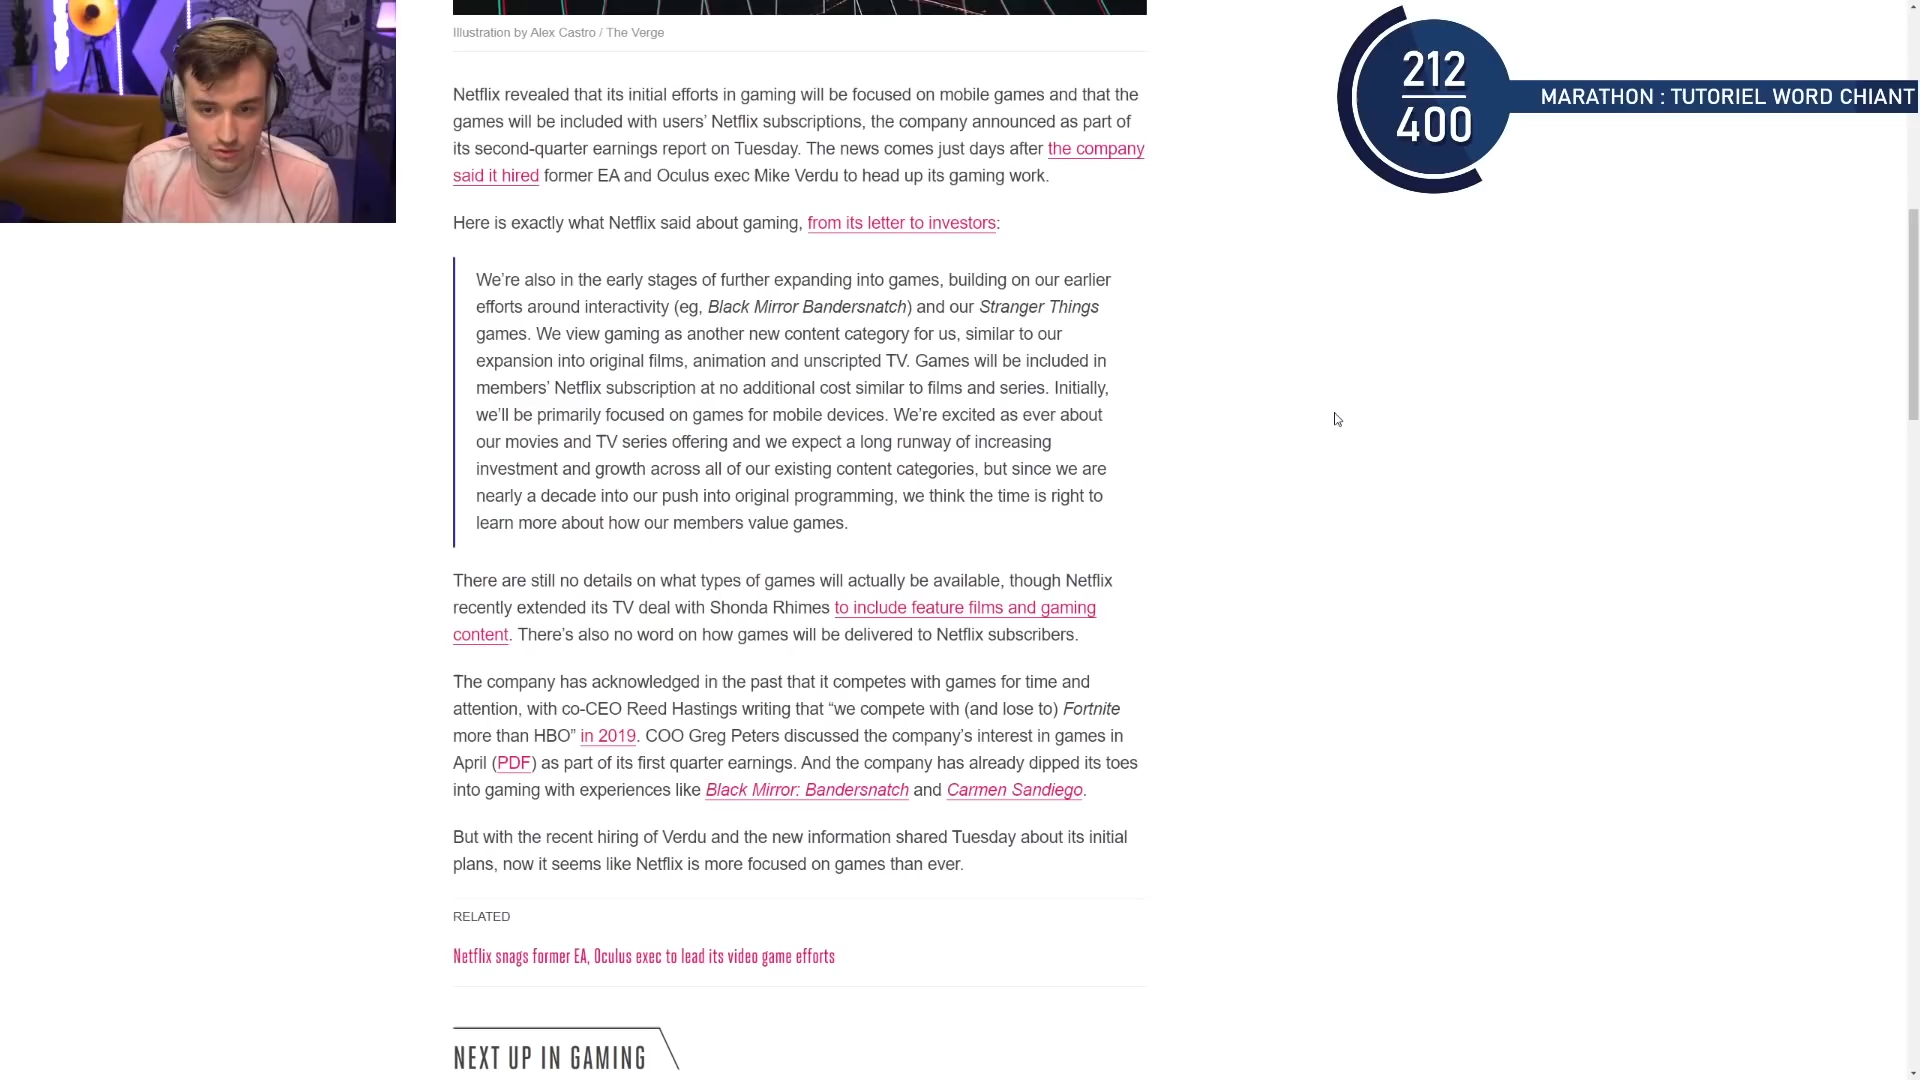 Illustration by Alex Castro / The Verge
212
400
MARATHON : TUTORIEL WORD CHIANT
Netflix revealed that its initial efforts in gaming will be focused on mobile games and that the
games will be included with users’ Netflix subscriptions, the company announced as part of
its second-quarter earnings report on Tuesday. The news comes just days after the company
said it hired former EA and Oculus exec Mike Verdu to head up its gaming work.
Here is exactly what Netflix said about gaming, from its letter to investors:
We’re also in the early stages of further expanding into games, building on our earlier
efforts around interactivity (eg, Black Mirror Bandersnatch) and our Stranger Things
games. We view gaming as another new content category for us, similar to our
expansion into original films, animation and unscripted TV. Games will be included in
members’ Netflix subscription at no additional cost similar to films and series. Initially,
we’ll be primarily focused on games for mobile devices. We’re excited as ever about
our movies and TV series offering and we expect a long runway of increasing
investment and growth across all of our existing content categories, but since we are
nearly a decade into our push into original programming, we think the time is right to
learn more about how our members value games.
There are still no details on what types of games will actually be available, though Netflix
recently extended its TV deal with Shonda Rhimes to include feature films and gaming
content. There’s also no word on how games will be delivered to Netflix subscribers.
The company has acknowledged in the past that it competes with games for time and
attention, with co-CEO Reed Hastings writing that “we compete with (and lose to) Fortnite
more than HBO” in 2019. COO Greg Peters discussed the company’s interest in games in
April (PDF) as part of its first quarter earnings. And the company has already dipped its toes
into gaming with experiences like Black Mirror: Bandersnatch and Carmen Sandiego.
But with the recent hiring of Verdu and the new information shared Tuesday about its initial
plans, now it seems like Netflix is more focused on games than ever.
RELATED
Netflix snags former EA, Oculus exec to lead its video game efforts
NEXT UP IN GAMING